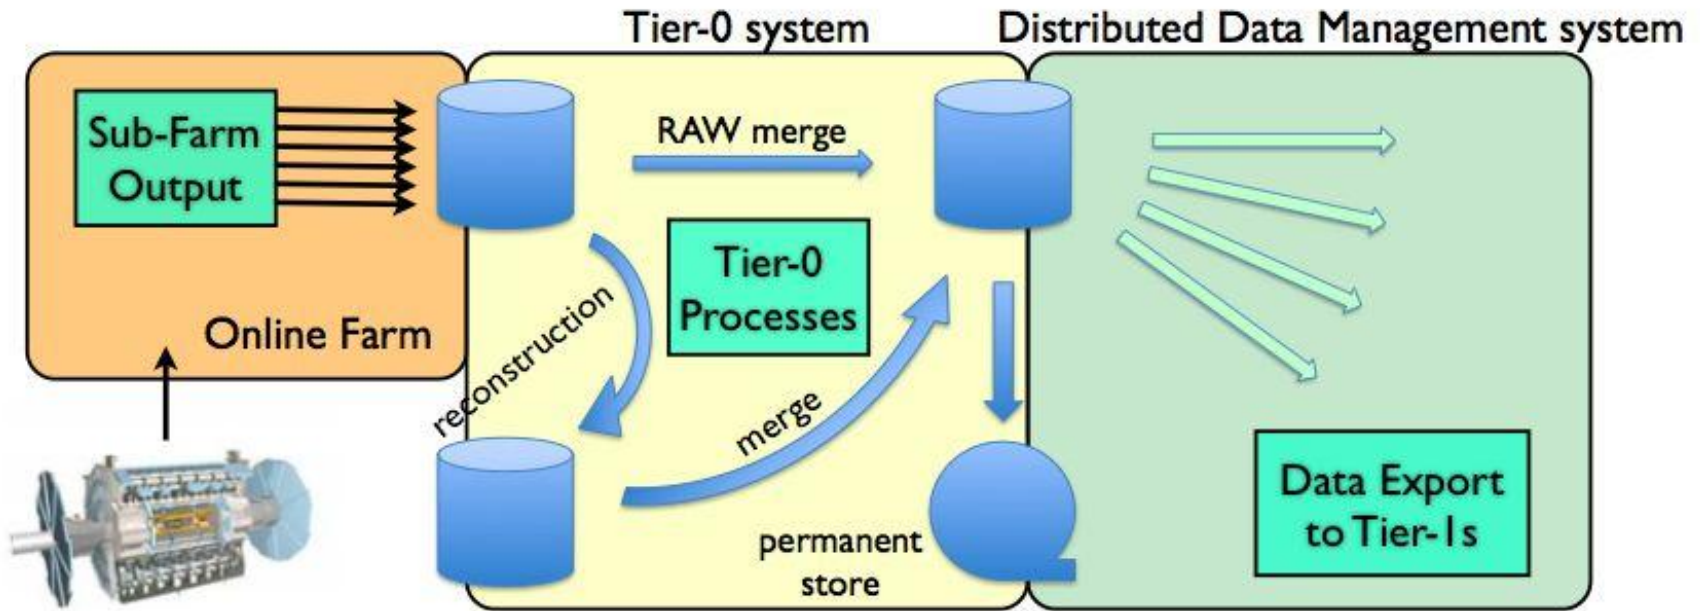 Tier-0 system
Distributed Data Management system
Sub-Farm
Output
Online Farm
RAW merge
Tier-0
Processes
reconstruction
merge
permanent
store
Data Export
to Tier-1s